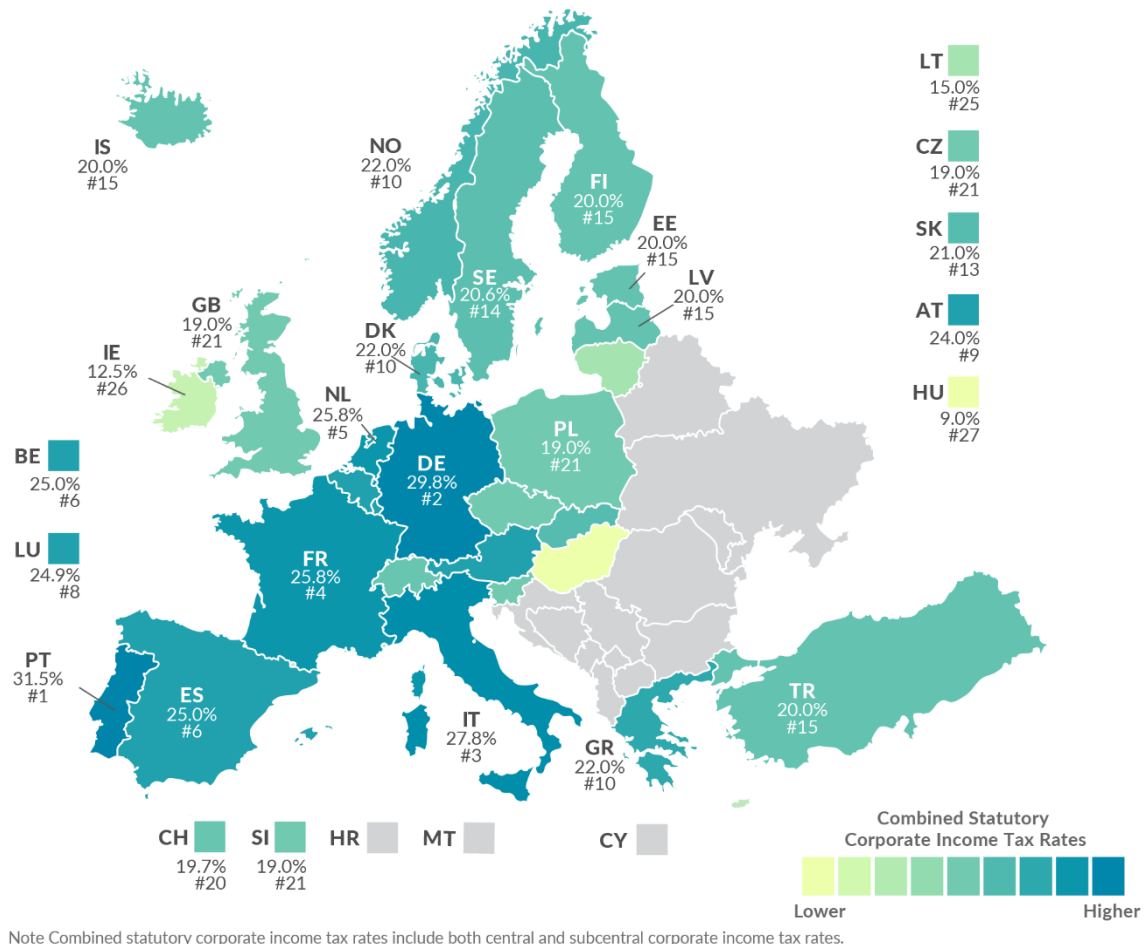 IS
20.0%
#15
NO
22.0%
#10
FI
20.0%
#15
EE
20.0%
#15
LV
20.0%
#15
SE
20.6%
#14
GB
19.0%
#21
DK
22.0%
#10
IE
12.5%
#26
NL
25.8%
#5
PL
19.0%
#21
DE
29.8%
#2
BE
25.0%
#6
LU
24.9%
#8
FR
25.8%
#4
PT
31.5%
#1
ES
25.0%
#6
IT
27.8%
#3
GR
22.0%
#10
TR
20.0%
#15
LT
15.0%
#25
CZ
19.0%
#21
SK
21.0%
#13
AT
24.0%
#9
HU
9.0%
#27
CH
19.7%
#20
SI
19.0%
#21
HR
MT
CY
Combined Statutory
Corporate Income Tax Rates
Lower
Higher
Note Combined statutory corporate income tax rates include both central and subcentral corporate income tax rates.